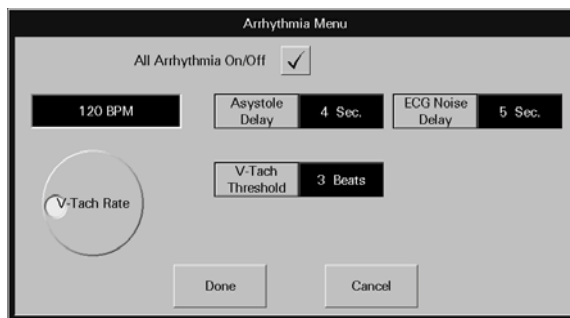 Arrhythmia Menu
All Arrhythmia On/Off
120 BPM
Asystole
Delay
4 Sec.
ECG Noise
Delay
5 Sec.
V-Tach
Threshold
3 Beats
V-Tach Rate
Done
Cancel